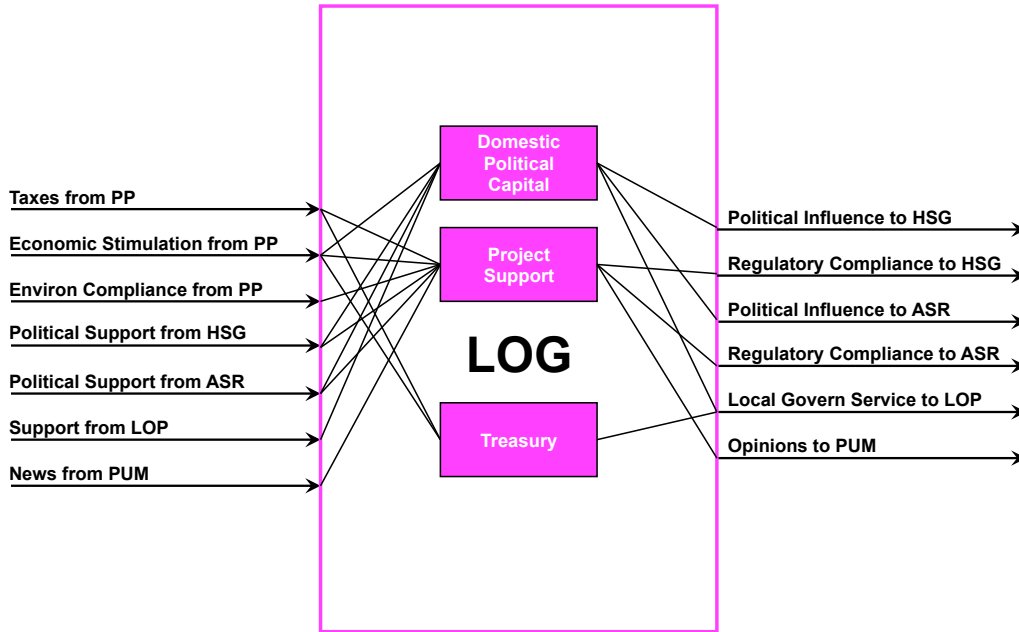 Domestic
Political
Capital
Taxes from PP
Economic Stimulation from PP
Environ Compliance from PP
Political Support from HSG
Political Support from ASR
Support from LOP
News from PUM
Project
Support
LOG
Treasury
Political Influence to HSG
Regulatory Compliance to HSG
Political Influence to ASR
Regulatory Compliance to ASR
Local Govern Service to LOP
Opinions to PUM